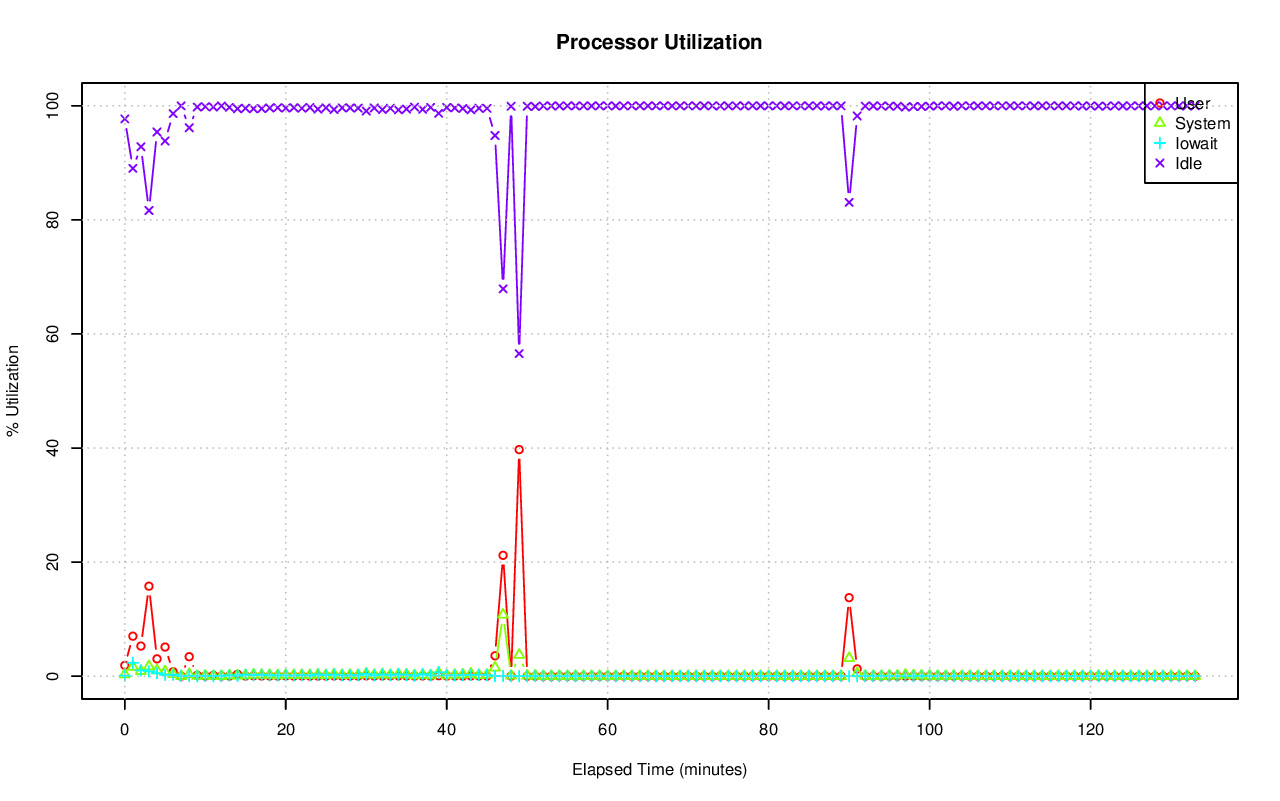 Processor Utilization
% Utilization
100
80
60
40
20
0
User
System
Iowait
Idle
0 20 40 60 80 100 120
Elapsed Time (minutes)